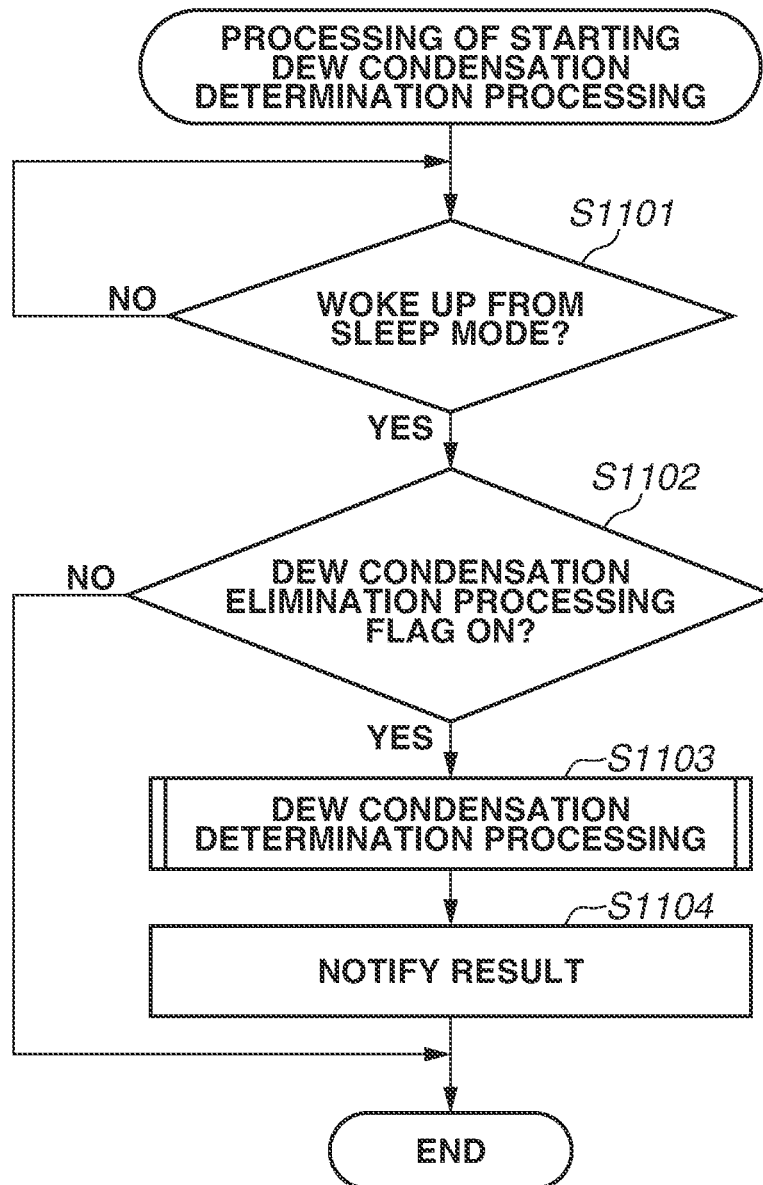 PROCESSING OF STARTING
DEW CONDENSATION
DETERMINATION PROCESSING
S1101
WOKE UP FROM
SLEEP MODE?
NO
YES
S1102
DEW CONDENSATION
ELIMINATION PROCESSING
FLAG ON?
NO
YES
S1103
DEW CONDENSATION
DETERMINATION PROCESSING
S1104
NOTIFY RESULT
END